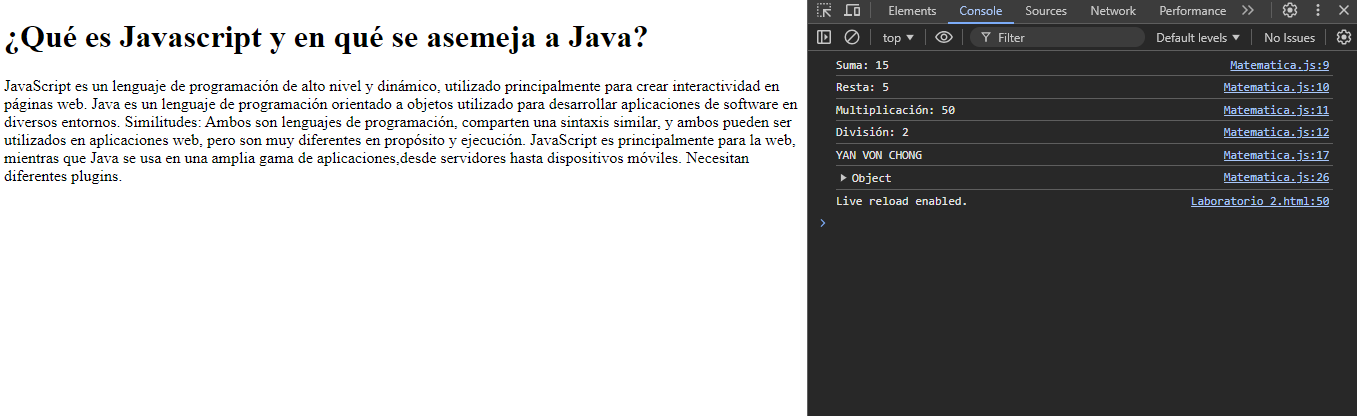 ¿Qué es Javascript y en qué se asemeja a Java?
JavaScript es un lenguaje de programación de alto nivel y dinámico, utilizado principalmente para crear interactividad en
páginas web. Java es un lenguaje de programación orientado a objetos utilizado para desarrollar aplicaciones de software en
diversos entornos. Similitudes: Ambos son lenguajes de programación, comparten una sintaxis similar, y ambos pueden ser
utilizados en aplicaciones web, pero son muy diferentes en propósito y ejecución. JavaScript es principalmente para la web,
mientras que Java se usa en una amplia gama de aplicaciones,desde servidores hasta dispositivos móviles. Necesitan
diferentes plugins.
Elements Console Sources Network Performance
top Filter Default levels No Issues
Suma: 15 Matematica.js:9
Resta: 5 Matematica.js:10
Multiplicación: 50 Matematica.js:11
División: 2 Matematica.js:12
YAN VON CHONG Matematica.js:17
Object Matematica.js:26
Live reload enabled. Laboratorio 2.html:50